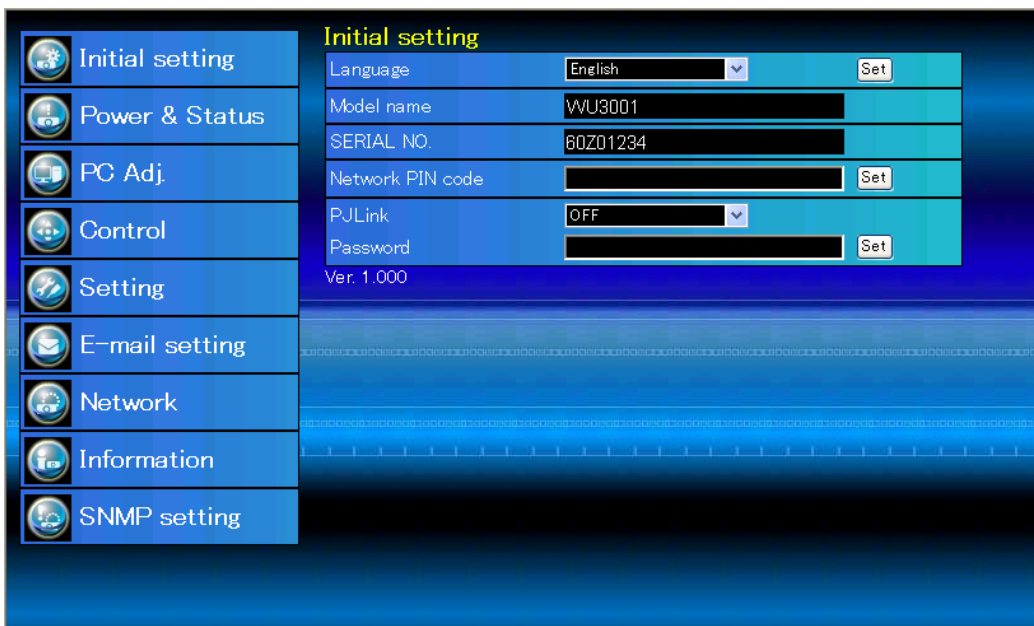 Initial setting
Power & Status
PC Adj.
Control
Setting
E-mail setting
Network
Information
SNMP setting
Initial setting
Language English Set
Model name WU3001
SERIAL NO. 60Z01234
Network PIN code Set
PJLink OFF
Password Set
Ver. 1.000